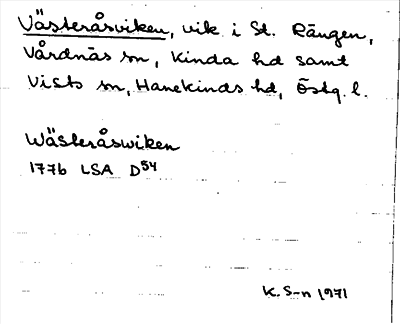 Västeråsviken, vik i St. Rängen,
Vårdnäs sn, Kinda hd samt
Vists sn, Hanekinds hd, Östg. l.
Wästeråswiken
1776 LSA D54
K. S-n 1971